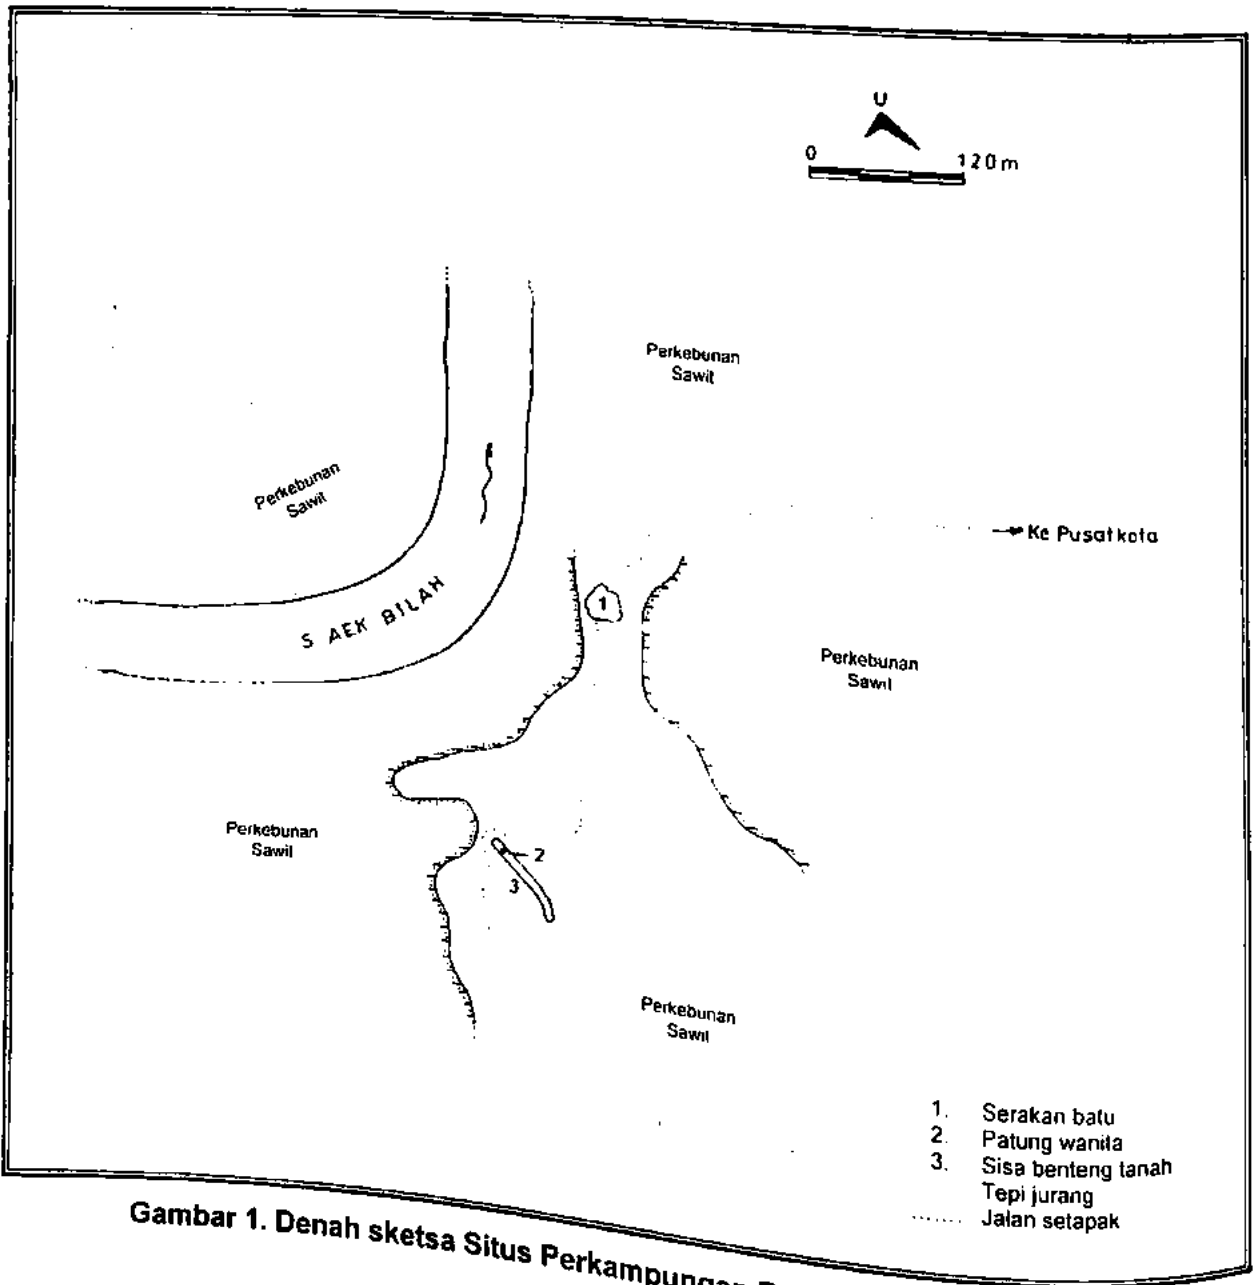 U
0 120m
Perkebunan
Sawit
Perkebunan
Sawit
Ke Pusat kota
S AEK BILAH
1
Perkebunan
Sawit
Perkebunan
Sawit
2
3
Perkebunan
Sawit
1. Serakan batu
2. Patung wanita
3. Sisa benteng tanah
Tepi jurang
Jalan setapak
Gambar 1. Denah sketsa Situs Perkampungan